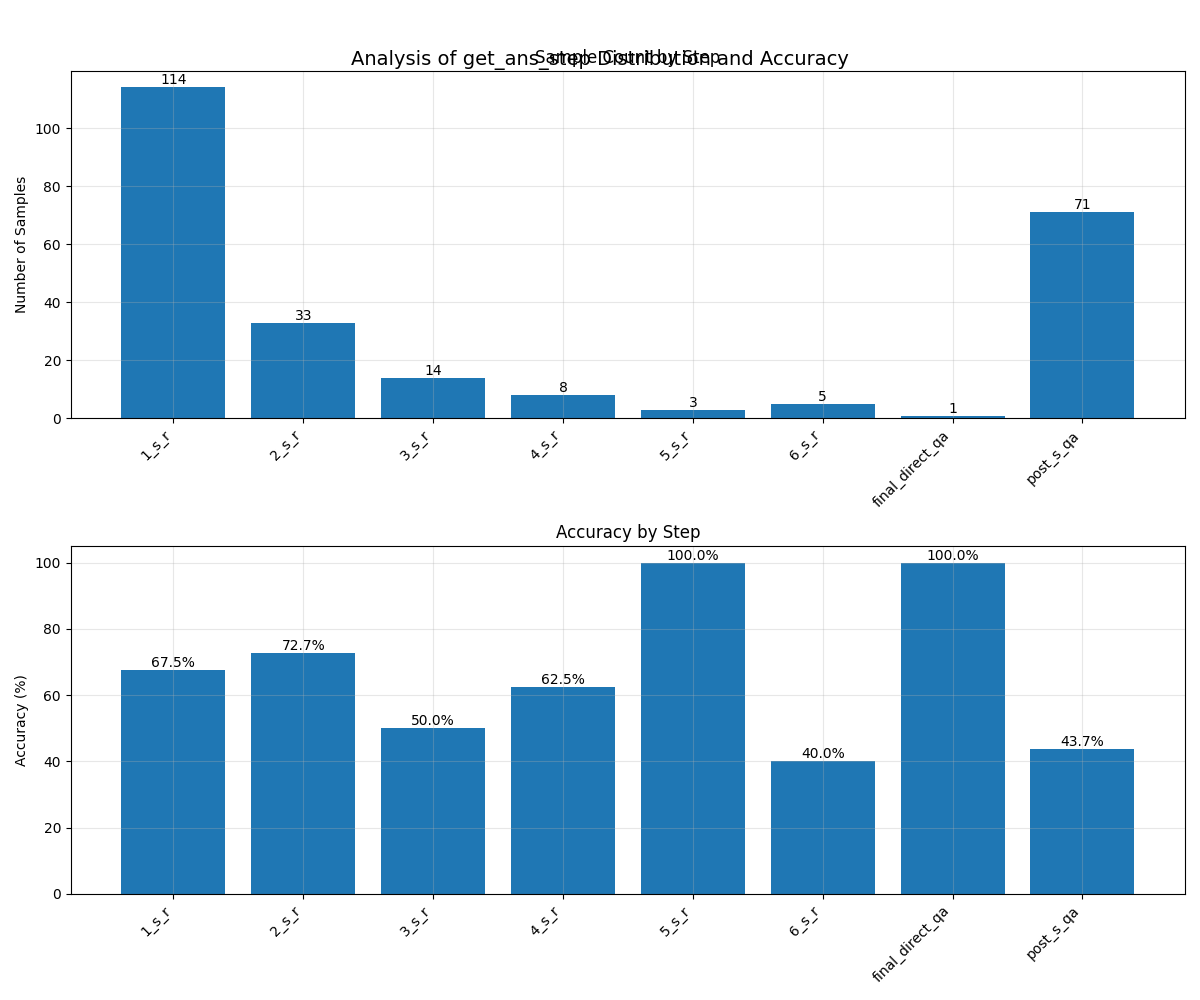 Analysis of get_ans_step Distribution and Accuracy
Sample Count by Step
114
33
14
8
3
5
1
71
100
80
60
40
20
0
Number of Samples
1_s_r
2_s_r
3_s_r
4_s_r
5_s_r
6_s_r
final_direct_qa
post_s_qa
Accuracy by Step
67.5%
72.7%
50.0%
62.5%
100.0%
40.0%
100.0%
43.7%
100
80
60
40
20
0
Accuracy (%)
1_s_r
2_s_r
3_s_r
4_s_r
5_s_r
6_s_r
final_direct_qa
post_s_qa